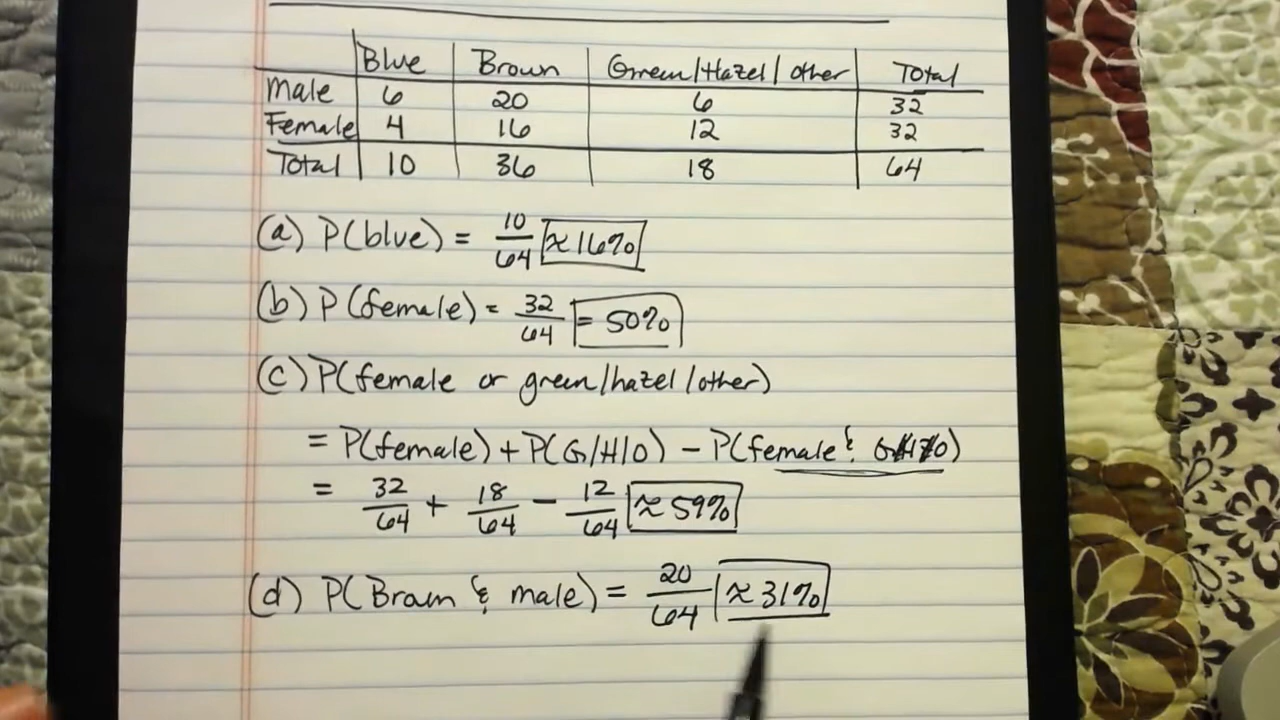 Blue Brown Green/Hazel/other Total
Male 6 20 6 32
Female 4 16 12 32
Total 10 36 18 64
(a) P(blue) = 10/64 ≈16%
(b) P(female) = 32/64 = 50%
(c) P(female or green/hazel/other)
= P(female) + P(G/H/O) - P(female & G/H/O)
= 32/64 + 18/64 - 12/64 ≈59%
(d) P(Brown & male) = 20/64 ≈31%